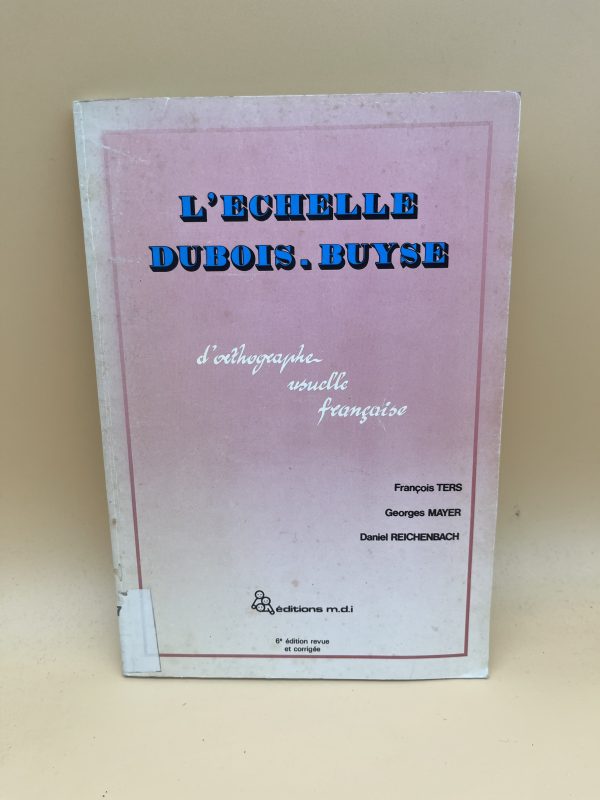 L'ECHELLE
DUBOIS.BUYSE
d'orthographe
usuelle
française
François TERS
Georges MAYER
Daniel REICHENBACH
éditions m.d.i
6e édition revue
et corrigée